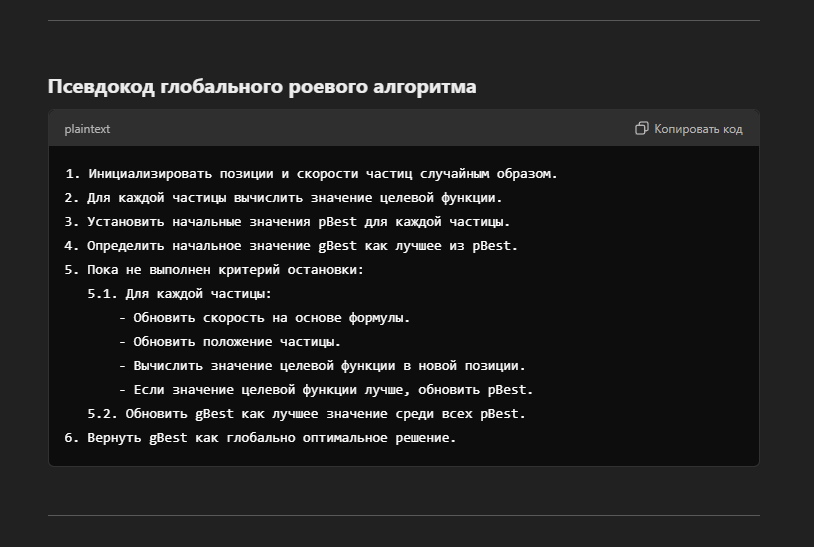 Псевдокод глобального роевого алгоритма
plaintext
Копировать код
1. Инициализировать позиции и скорости частиц случайным образом.
2. Для каждой частицы вычислить значение целевой функции.
3. Установить начальные значения pBest для каждой частицы.
4. Определить начальное значение gBest как лучшее из pBest.
5. Пока не выполнен критерий остановки:
5.1. Для каждой частицы:
- Обновить скорость на основе формулы.
- Обновить положение частицы.
- Вычислить значение целевой функции в новой позиции.
- Если значение целевой функции лучше, обновить pBest.
5.2. Обновить gBest как лучшее значение среди всех pBest.
6. Вернуть gBest как глобально оптимальное решение.